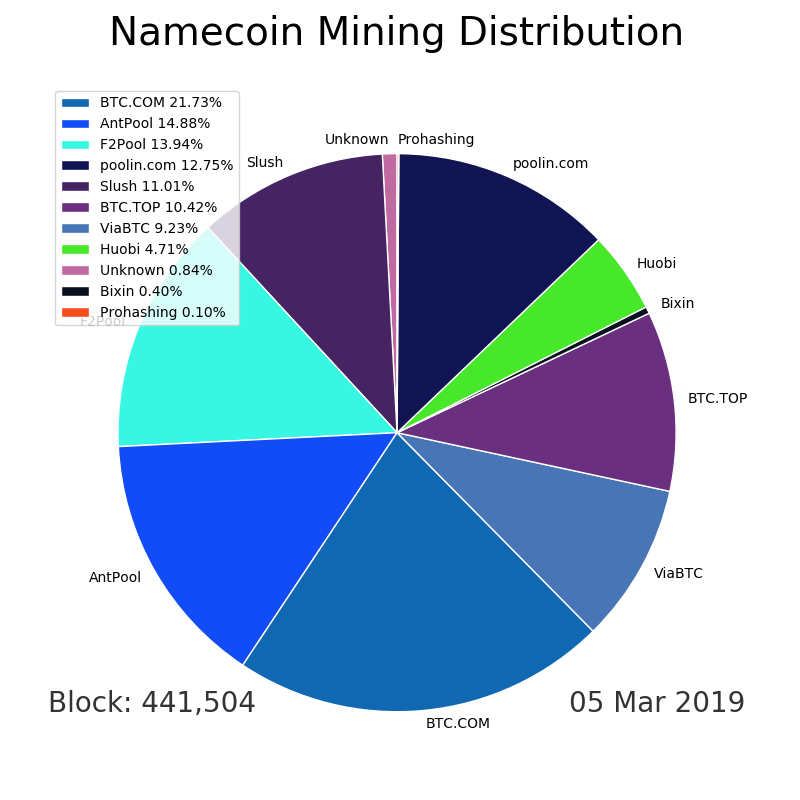 Namecoin Mining Distribution
BTC.COM 21.73%
AntPool 14.88%
F2Pool 13.94%
poolin.com 12.75%
Slush 11.01%
BTC.TOP 10.42%
ViaBTC 9.23%
Huobi 4.71%
Unknown 0.84%
Bixin 0.40%
Prohashing 0.10%
Unknown
Prohashing
Slush
poolin.com
Huobi
Bixin
F2Pool
BTC.TOP
ViaBTC
AntPool
BTC.COM
Block: 441,504
05 Mar 2019